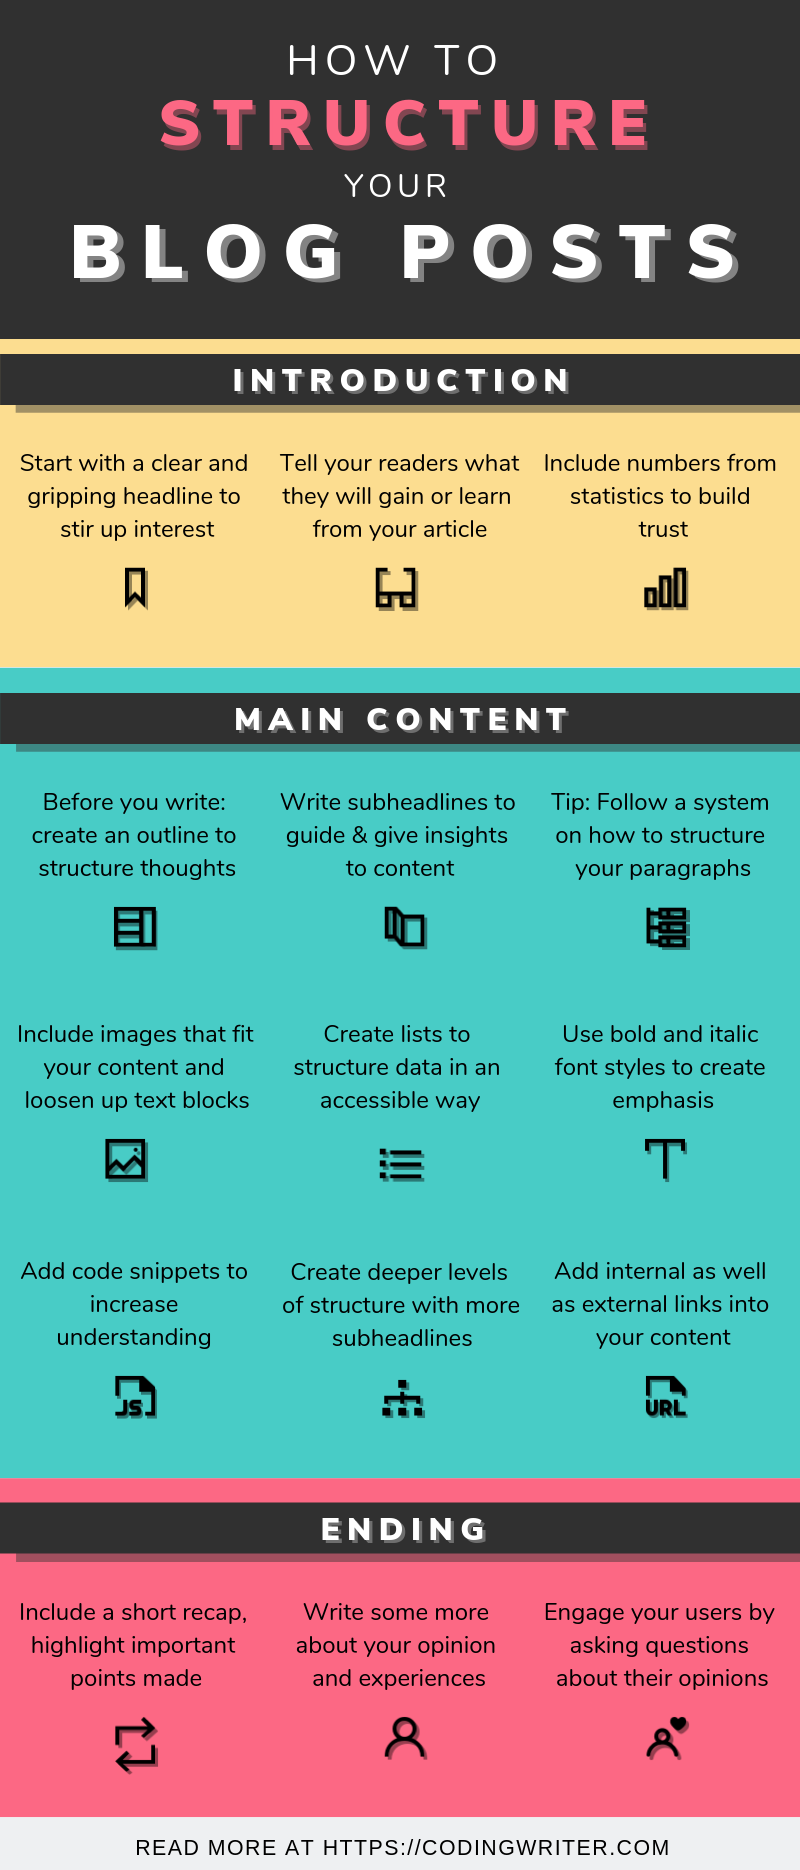 HOW TO
STRUCTURE
YOUR
BLOG POSTS
INTRODUCTION
Start with a clear and
gripping headline to
stir up interest
Tell your readers what
they will gain or learn
from your article
Include numbers from
statistics to build
trust
MAIN CONTENT
Before you write:
create an outline to
structure thoughts
Write subheadlines to
guide & give insights
to content
Tip: Follow a system
on how to structure
your paragraphs
Include images that fit
your content and
loosen up text blocks
Create lists to
structure data in an
accessible way
Use bold and italic
font styles to create
emphasis
Add code snippets to
increase
understanding
JS
Create deeper levels
of structure with more
subheadlines
Add internal as well
as external links into
your content
URL
ENDING
Include a short recap,
highlight important
points made
Write some more
about your opinion
and experiences
Engage your users by
asking questions
about their opinions
READ MORE AT HTTPS://CODINGWRITER.COM